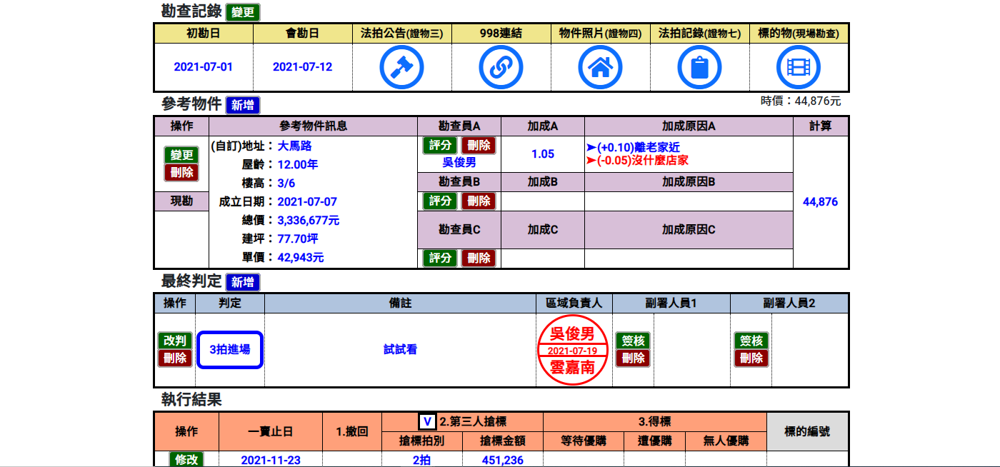 勘查記錄 變更
初勘日 會勘日 法拍公告(證物三) 998連結 物件照片(證物四) 法拍記錄(證物七) 標的物(現場勘查)
2021-07-01 2021-07-12
參考物件 新增 時價：44,876元
操作 參考物件訊息 勘查員A 加成A 加成原因A 計算
變更
刪除
現勘
(自訂)地址：大馬路
屋齡：12.00年
樓高：3/6
成立日期：2021-07-07
總價：3,336,677元
建坪：77.70坪
單價：42,943元
評分 刪除
吳俊男
1.05
➤(+0.10)離老家近
➤(-0.05)沒什麼店家
勘查員B 加成B 加成原因B
評分 刪除
勘查員C 加成C 加成原因C
評分 刪除
44,876
最終判定 新增
操作 判定 備註 區域負責人 副署人員1 副署人員2
改判
刪除
3拍進場
試試看
吳俊男
2021-07-19
雲嘉南
簽核
刪除
簽核
刪除
執行結果
操作 一賣止日 1.撤回 V 2.第三人搶標 3.得標 標的編號
搶標拍別 搶標金額 等待優購 遭優購 無人優購
修改 2021-11-23 2拍 451,236